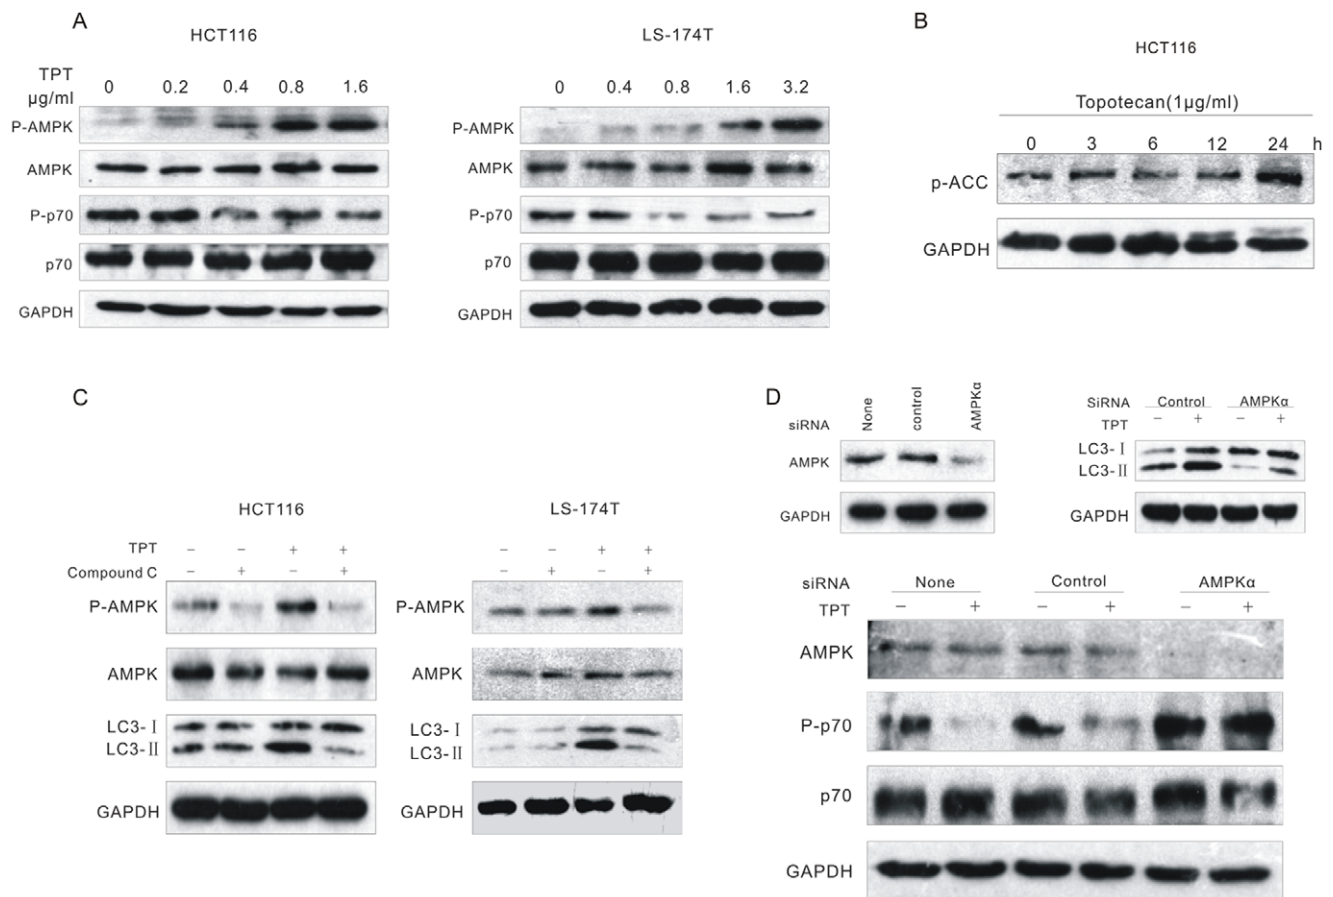 A
HCT116
TPT
µg/ml
0 0.2 0.4 0.8 1.6
P-AMPK
AMPK
P-p70
p70
GAPDH
LS-174T
0 0.4 0.8 1.6 3.2
P-AMPK
AMPK
P-p70
p70
GAPDH
B
HCT116
Topotecan(1µg/ml)
0 3 6 12 24 h
p-ACC
GAPDH
C
HCT116
TPT − − + +
Compound C − + − +
P-AMPK
AMPK
LC3-Ⅰ
LC3-Ⅱ
GAPDH
LS-174T
− − + +
− + − +
P-AMPK
AMPK
LC3-Ⅰ
LC3-Ⅱ
GAPDH
D
siRNA None control AMPKα
AMPK
GAPDH
SiRNA Control AMPKα
TPT − + − +
LC3-Ⅰ
LC3-Ⅱ
GAPDH
siRNA None Control AMPKα
TPT − + − + − +
AMPK
P-p70
p70
GAPDH